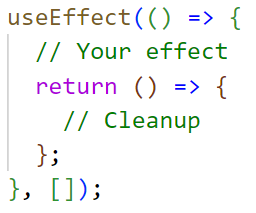 useEffect(() => {
  // Your effect
  return () => {
    // Cleanup
  };
}, []);